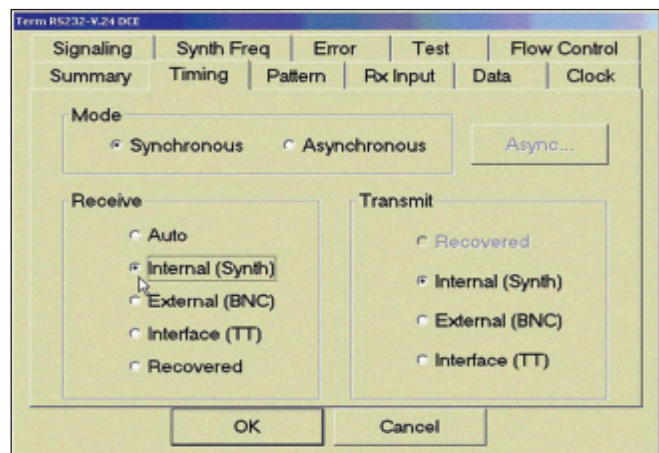 Term RS232-V.24 DCE
Signaling Synth Freq Error Test Flow Control
Summary Timing Pattern Rx Input Data Clock
Mode
Synchronous Asynchronous Async...
Receive Transmit
Auto
Recovered
Internal (Synth) Internal (Synth)
External (BNC) External (BNC)
Interface (TT) Interface (TT)
Recovered
OK Cancel